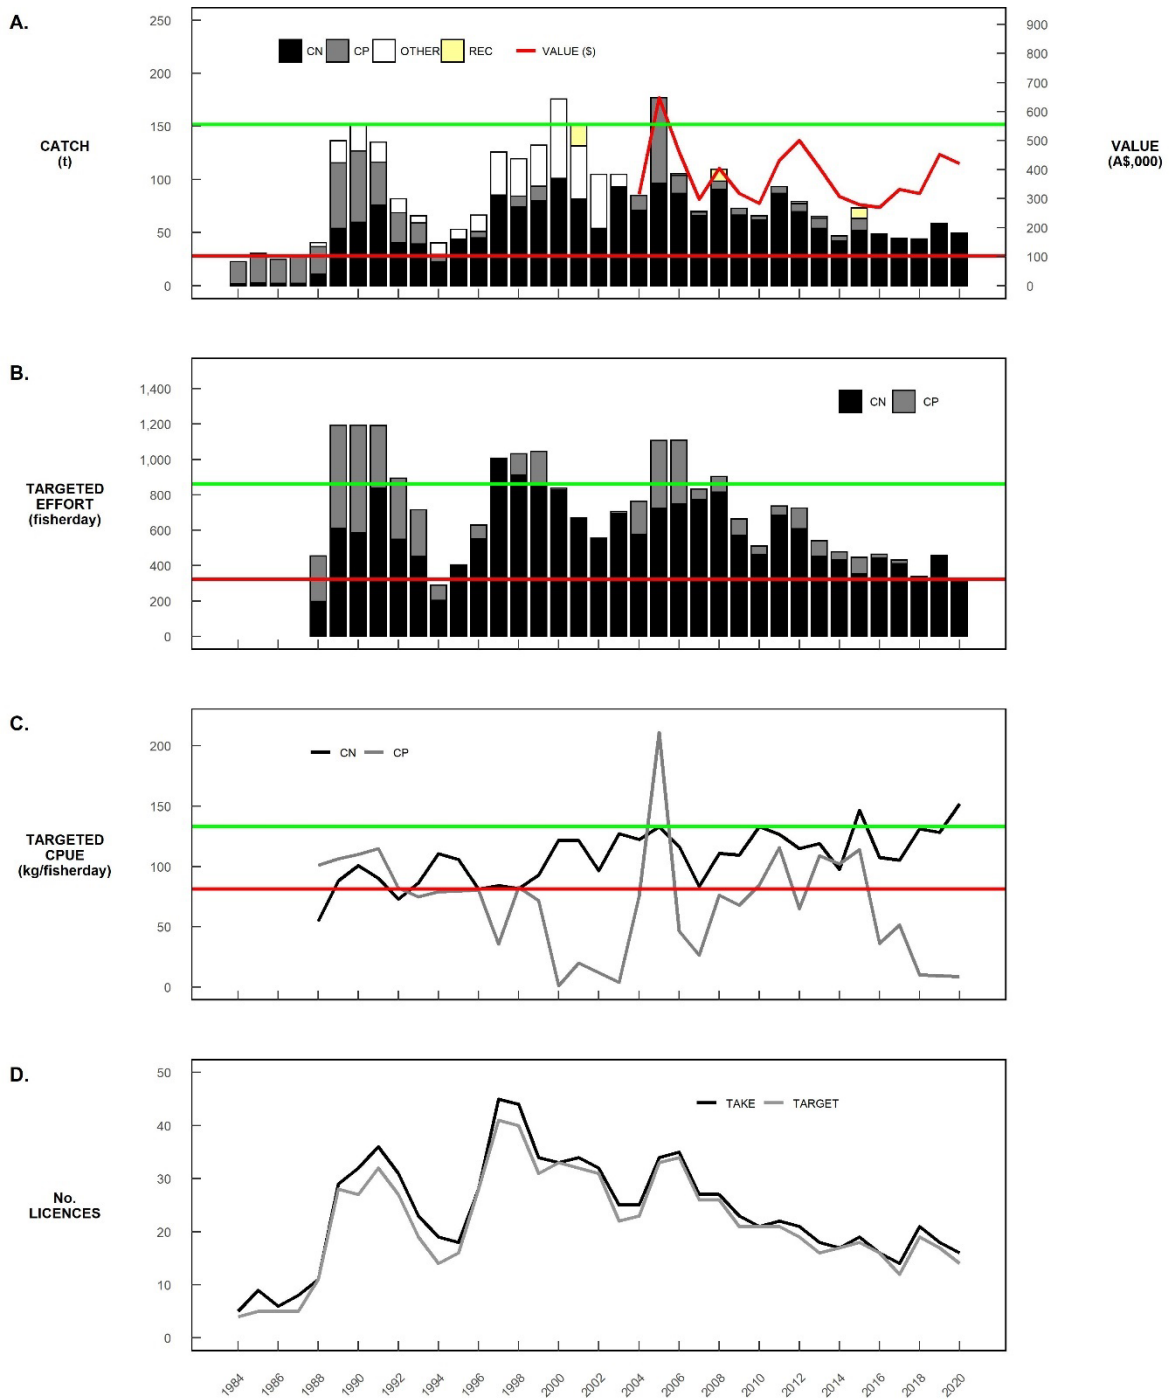 A.
250
200
150
100
50
0
CN CP OTHER REC VALUE ($)
CATCH
(t)
900
800
700
600
500
400
300
200
100
0
VALUE
(A$,000)
B.
1,400
1,200
1,000
800
600
400
200
0
CN CP
TARGETED
EFFORT
(fisherday)
C.
200
150
100
50
0
CN CP
TARGETED
CPUE
(kg/fisherday)
D.
50
40
30
20
10
0
TAKE TARGET
No.
LICENCES
1984 1986 1988 1990 1992 1994 1996 1998 2000 2002 2004 2006 2008 2010 2012 2014 2016 2018 2020